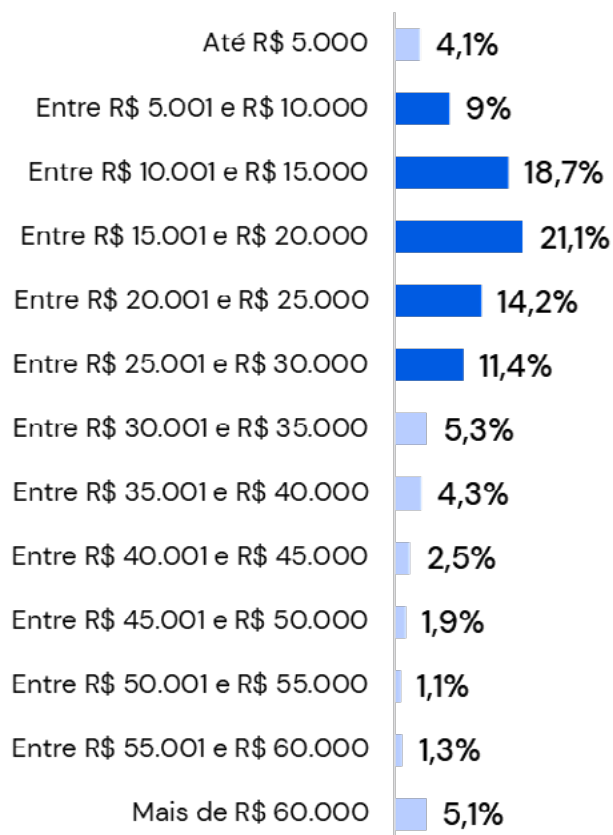 Até R$ 5.000 4,1%
Entre R$ 5.001 e R$ 10.000 9%
Entre R$ 10.001 e R$ 15.000 18,7%
Entre R$ 15.001 e R$ 20.000 21,1%
Entre R$ 20.001 e R$ 25.000 14,2%
Entre R$ 25.001 e R$ 30.000 11,4%
Entre R$ 30.001 e R$ 35.000 5,3%
Entre R$ 35.001 e R$ 40.000 4,3%
Entre R$ 40.001 e R$ 45.000 2,5%
Entre R$ 45.001 e R$ 50.000 1,9%
Entre R$ 50.001 e R$ 55.000 1,1%
Entre R$ 55.001 e R$ 60.000 1,3%
Mais de R$ 60.000 5,1%